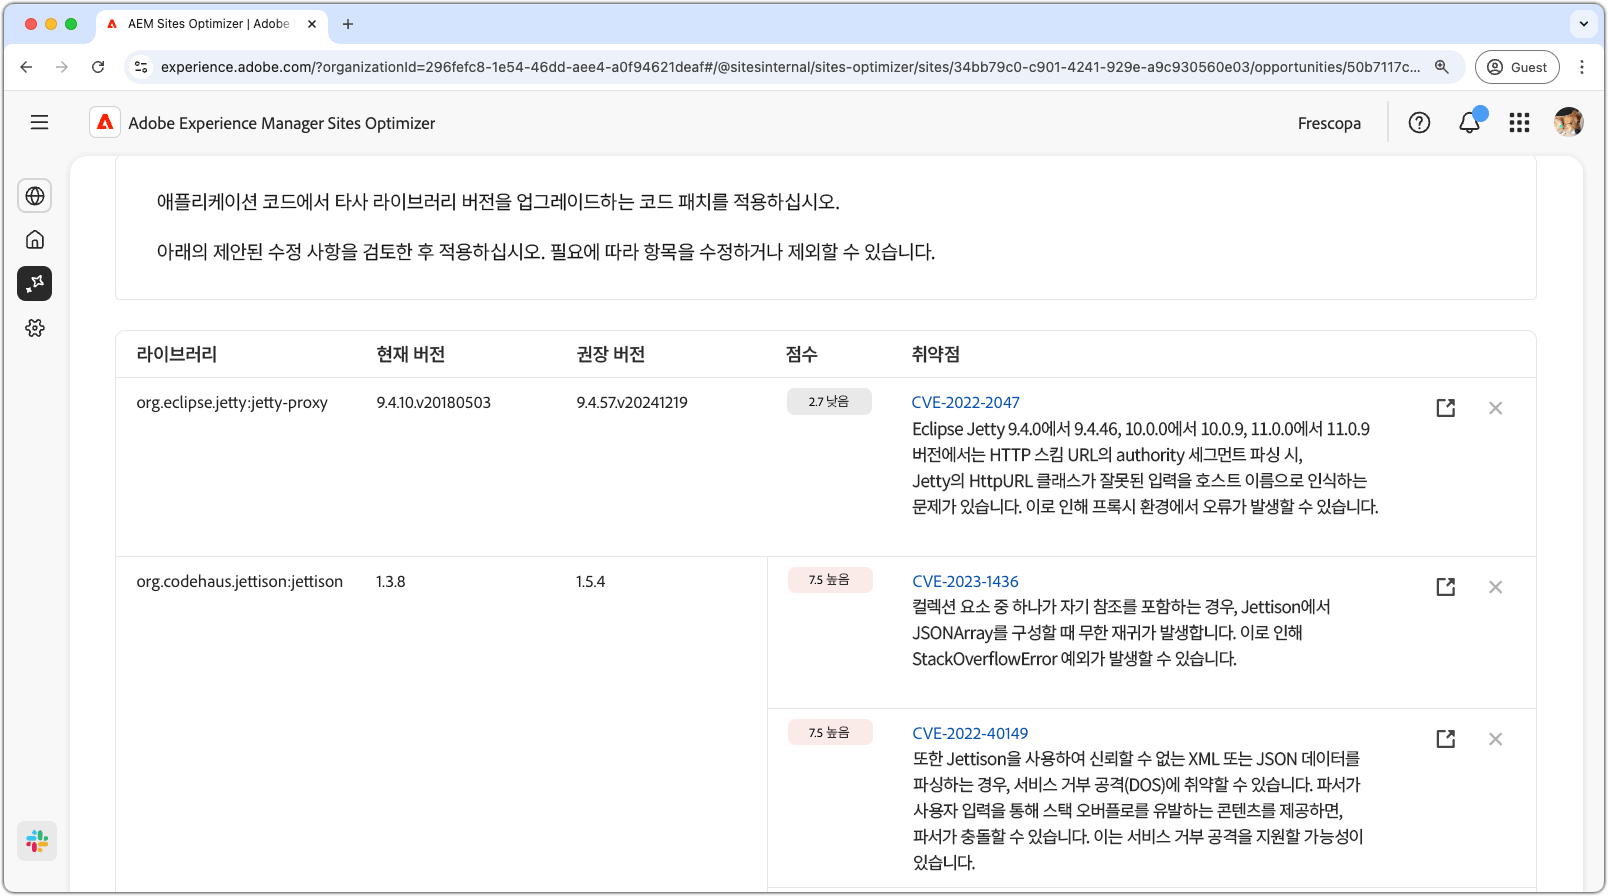 AEM Sites Optimizer | Adobe
experience.adobe.com/?organizationId=296fefc8-1e54-46dd-aee4-a0f94621deaf#/@sitesinternal/sites-optimizer/sites/34bb79c0-c901-4241-929e-a9c930560e03/opportunities/50b7117c...
Guest
Adobe Experience Manager Sites Optimizer
Frescopa
애플리케이션 코드에서 타사 라이브러리 버전을 업그레이드하는 코드 패치를 적용하십시오.
아래의 제안된 수정 사항을 검토한 후 적용하십시오. 필요에 따라 항목을 수정하거나 제외할 수 있습니다.
라이브러리 현재 버전 권장 버전 점수 취약점
org.eclipse.jetty:jetty-proxy 9.4.10.v20180503 9.4.57.v20241219 2.7 낮음 CVE-2022-2047
Eclipse Jetty 9.4.0에서 9.4.46, 10.0.0에서 10.0.9, 11.0.0에서 11.0.9
버전에서는 HTTP 스킴 URL의 authority 세그먼트 파싱 시,
Jetty의 HttpURL 클래스가 잘못된 입력을 호스트 이름으로 인식하는
문제가 있습니다. 이로 인해 프록시 환경에서 오류가 발생할 수 있습니다.
org.codehaus.jettison:jettison 1.3.8 1.5.4 7.5 높음 CVE-2023-1436
컬렉션 요소 중 하나가 자기 참조를 포함하는 경우, Jettison에서
JSONArray를 구성할 때 무한 재귀가 발생합니다. 이로 인해
StackOverflowError 예외가 발생할 수 있습니다.
7.5 높음 CVE-2022-40149
또한 Jettison을 사용하여 신뢰할 수 없는 XML 또는 JSON 데이터를
파싱하는 경우, 서비스 거부 공격(DOS)에 취약할 수 있습니다. 파서가
사용자 입력을 통해 스택 오버플로를 유발하는 콘텐츠를 제공하면,
파서가 충돌할 수 있습니다. 이는 서비스 거부 공격을 지원할 가능성이
있습니다.